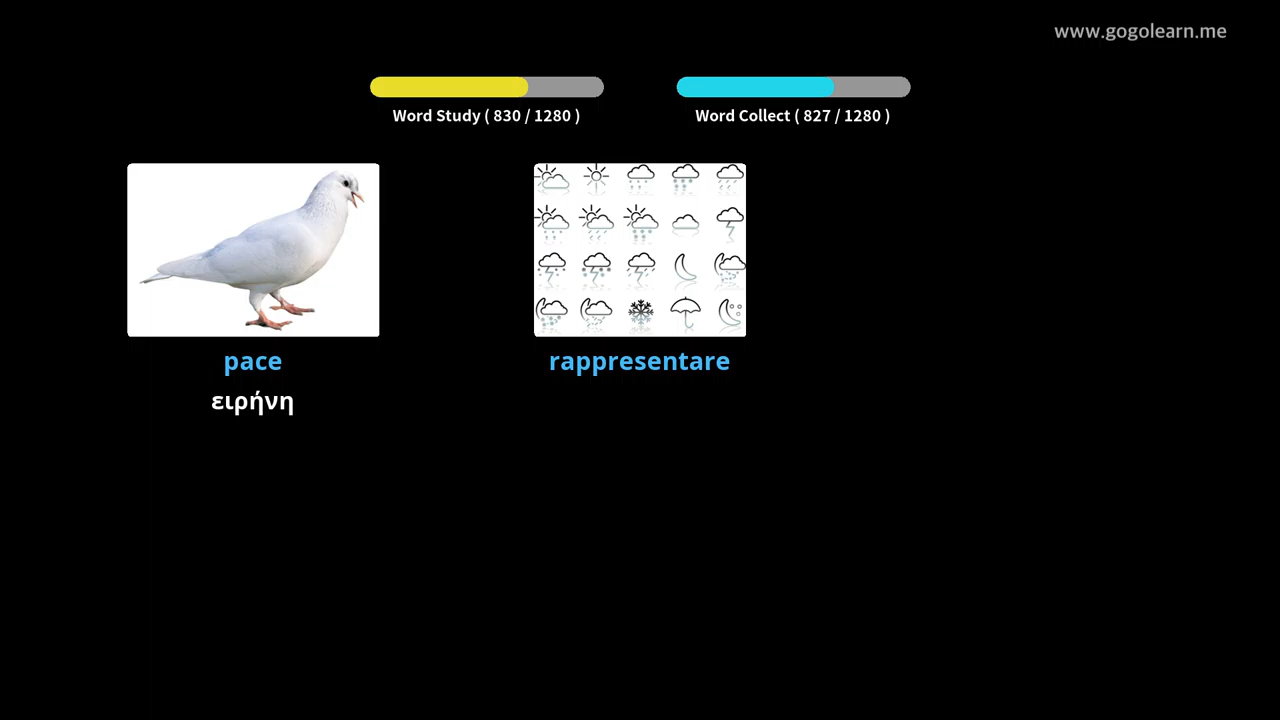 www.gogolearn.me
Word Study ( 830 / 1280 )
Word Collect ( 827 / 1280 )
pace
rappresentare
ειρήνη